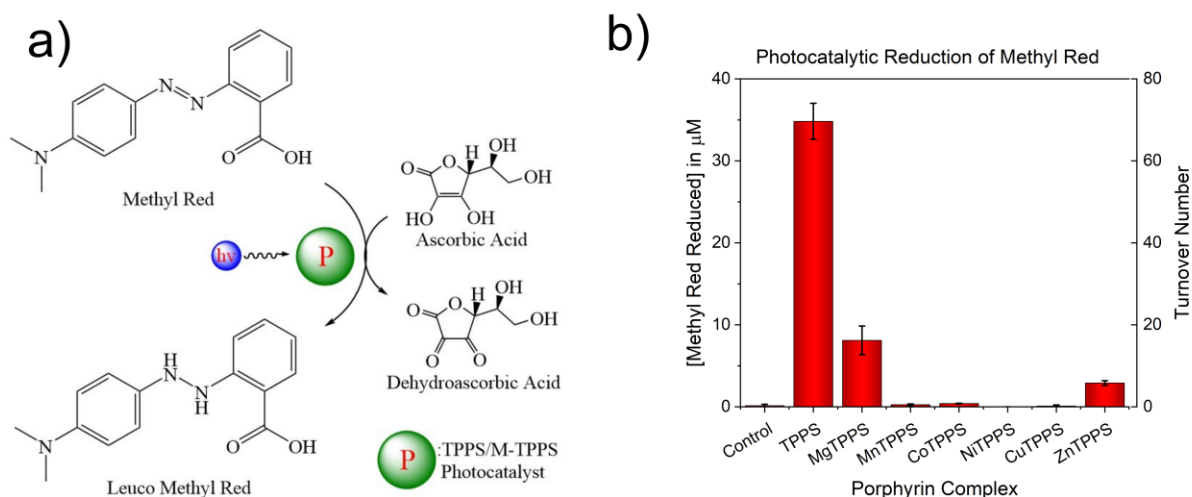 a)
N
N
N
O
OH
Methyl Red
hν
P
O
O
H
OH
OH
HO
OH
Ascorbic Acid
O
O
H
OH
OH
O
O
Dehydroascorbic Acid
H
N
N
H
N
O
OH
Leuco Methyl Red
P
:TPPS/M-TPPS
Photocatalyst
b)
Photocatalytic Reduction of Methyl Red
[Methyl Red Reduced] in µM
40
30
20
10
0
80
60
40
20
0
Turnover Number
Control
TPPS
MgTPPS
MnTPPS
CoTPPS
NiTPPS
CuTPPS
ZnTPPS
Porphyrin Complex